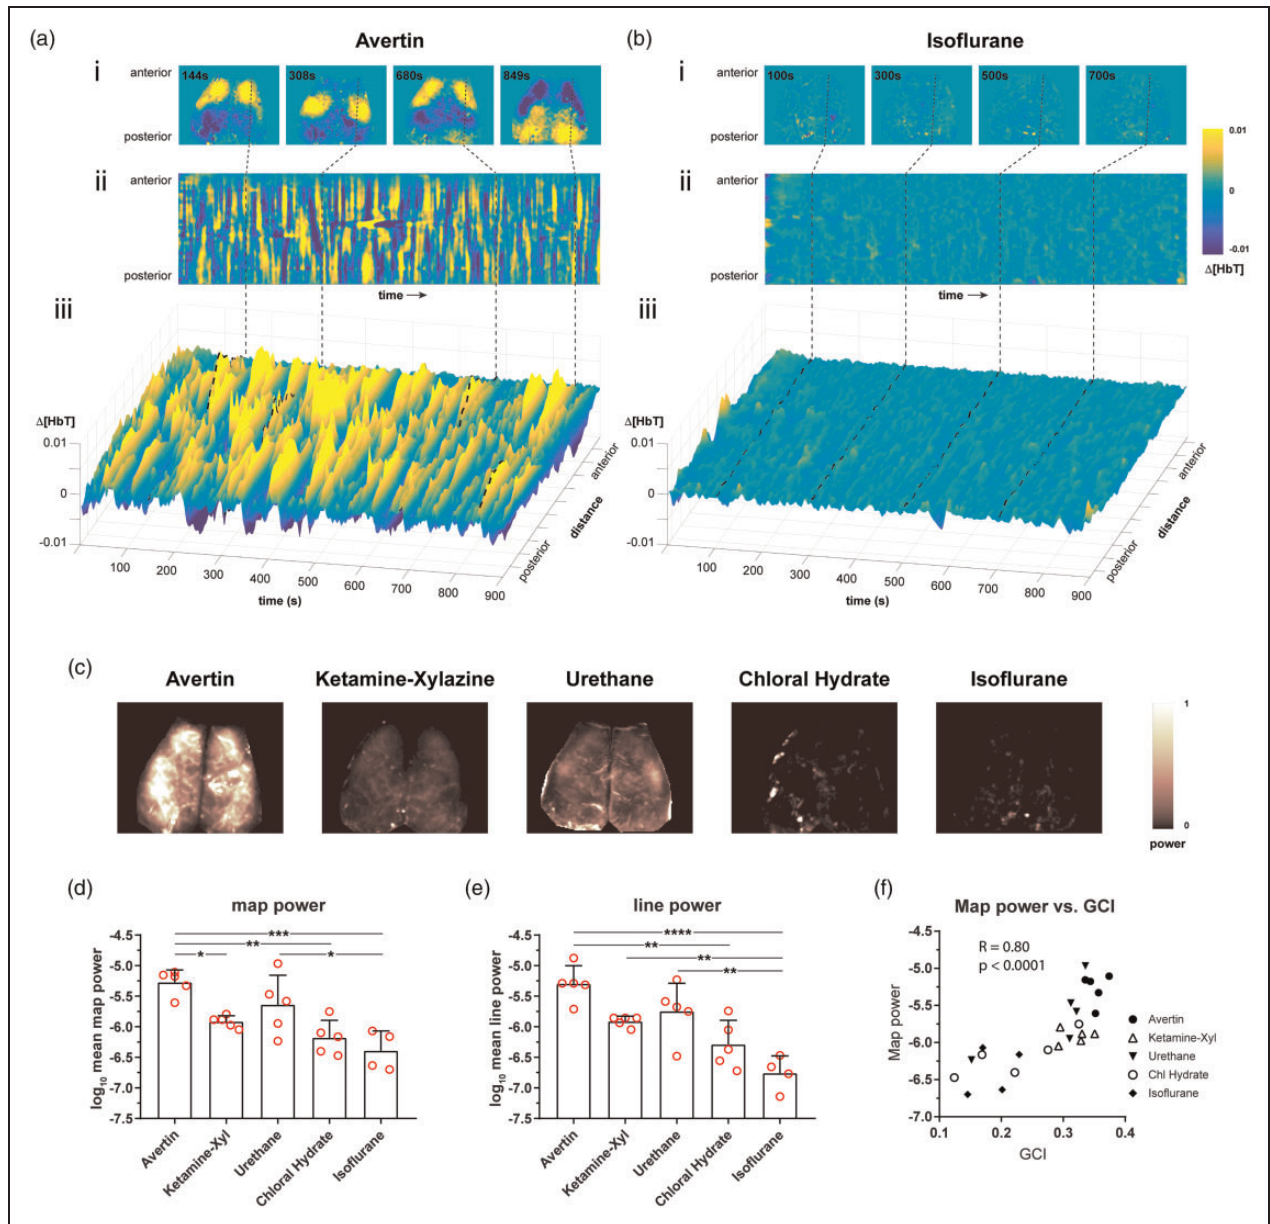 (a)
Avertin
i
anterior
posterior
144s
308s
680s
849s
ii
anterior
posterior
time →
iii
Δ[HbT]
0.01
0
-0.01
100
200
300
400
500
600
700
800
900
time (s)
anterior
distance
posterior
(b)
Isoflurane
i
anterior
posterior
100s
300s
500s
700s
0.01
0
-0.01
Δ[HbT]
ii
anterior
posterior
time →
iii
Δ[HbT]
0.01
0
-0.01
100
200
300
400
500
600
700
800
900
time (s)
anterior
distance
posterior
(c)
Avertin
Ketamine-Xylazine
Urethane
Chloral Hydrate
Isoflurane
1
0
power
(d)
map power
***
**
*
*
log10 mean map power
-4.5
-5.0
-5.5
-6.0
-6.5
-7.0
-7.5
Avertin
Ketamine-Xyl
Urethane
Chloral Hydrate
Isoflurane
(e)
line power
****
**
**
**
log10 mean line power
-4.5
-5.0
-5.5
-6.0
-6.5
-7.0
-7.5
Avertin
Ketamine-Xyl
Urethane
Chloral Hydrate
Isoflurane
(f)
Map power vs. GCI
R = 0.80
p < 0.0001
Map power
-4.5
-5.0
-5.5
-6.0
-6.5
-7.0
0.1
0.2
0.3
0.4
GCI
Avertin
Ketamine-Xyl
Urethane
Chl Hydrate
Isoflurane